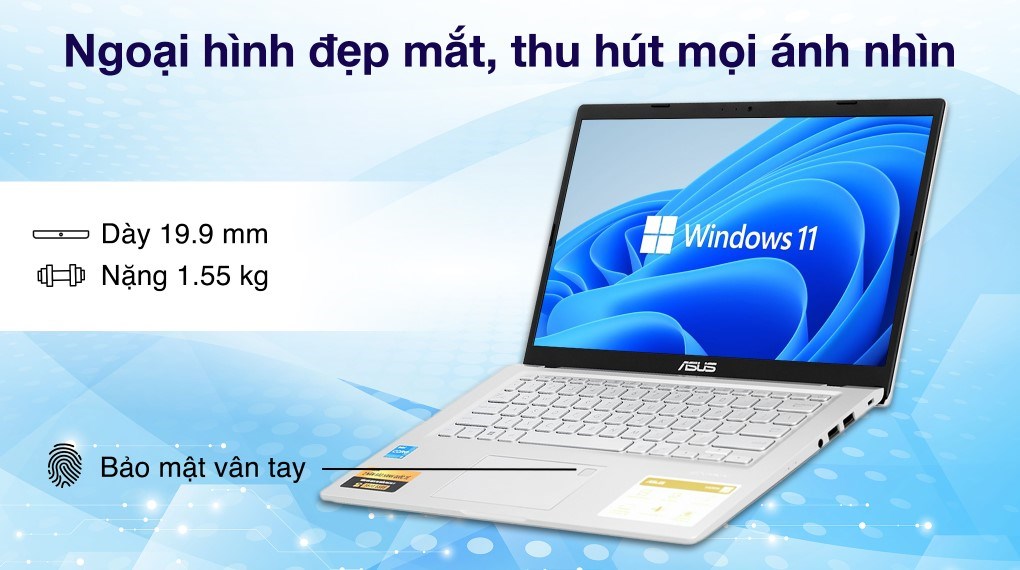 Ngoại hình đẹp mắt, thu hút mọi ánh nhìn
Dày 19.9 mm
Nặng 1.55 kg
Windows 11
ASUS
Bảo mật vân tay